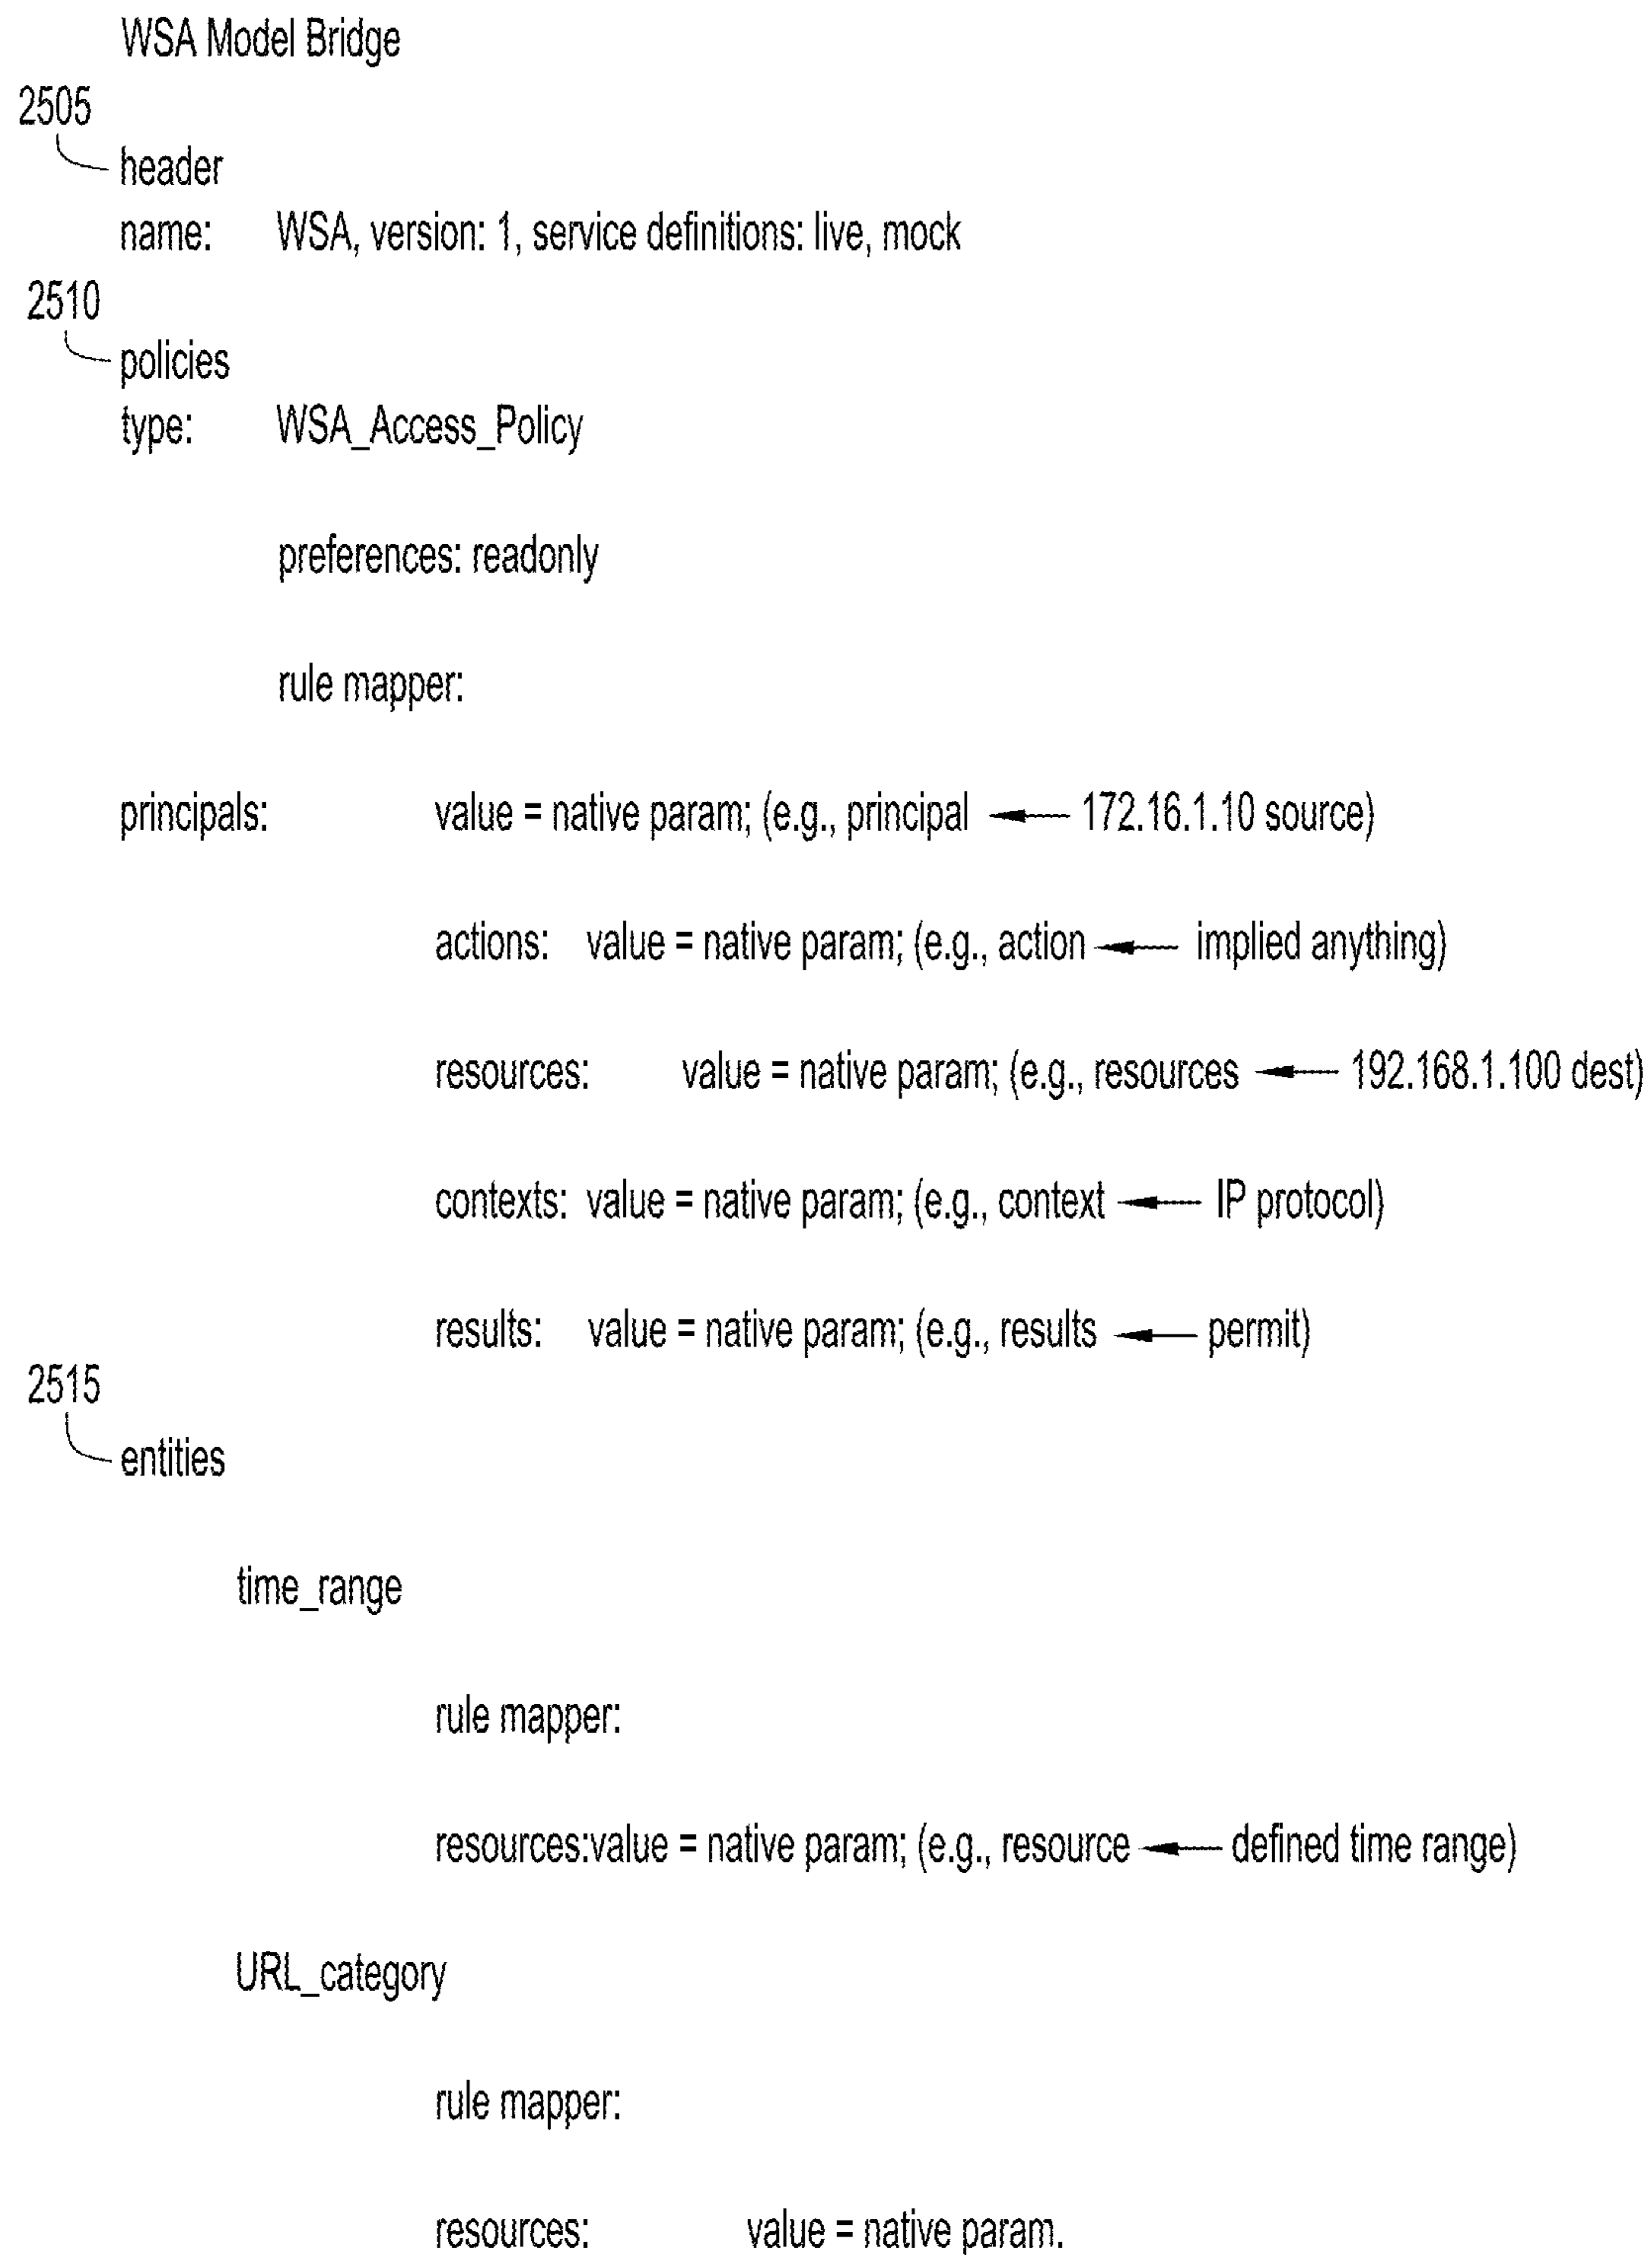 WSA Model Bridge
2505
header
name: WSA, version: 1, service definitions: live, mock
2510
policies
type: WSA_Access_Policy
preferences: readonly
rule mapper:
principals: value = native param; (e.g., principal ← 172.16.1.10 source)
actions: value = native param; (e.g., action ← implied anything)
resources: value = native param; (e.g., resources ← 192.168.1.100 dest)
contexts: value = native param; (e.g., context ← IP protocol)
results: value = native param; (e.g., results ← permit)
2515
entities
time_range
rule mapper:
resources:value = native param; (e.g., resource ← defined time range)
URL_category
rule mapper:
resources: value = native param.